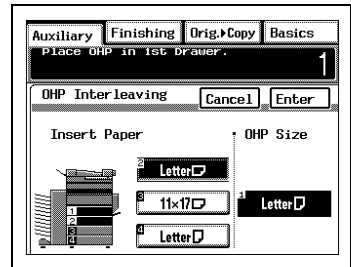 Auxiliary Finishing Orig.▸Copy Basics
Place OHP in 1st Drawer.
1
OHP Interleaving Cancel Enter
Insert Paper • OHP Size
2 Letter
3 11×17
1 Letter
4 Letter
1
2
3
4